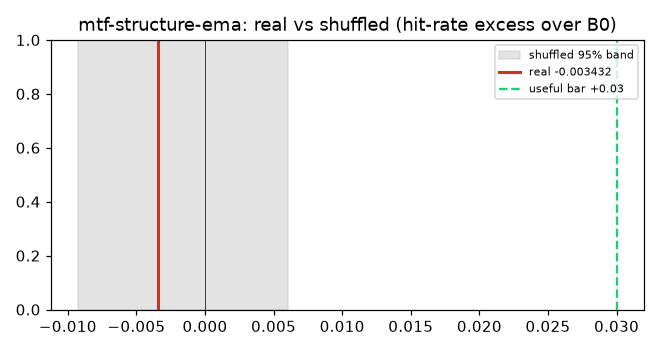 mtf-structure-ema: real vs shuffled (hit-rate excess over B0)
1.0
0.8
0.6
0.4
0.2
0.0
shuffled 95% band
real -0.003432
useful bar +0.03
−0.010 −0.005 0.000 0.005 0.010 0.015 0.020 0.025 0.030